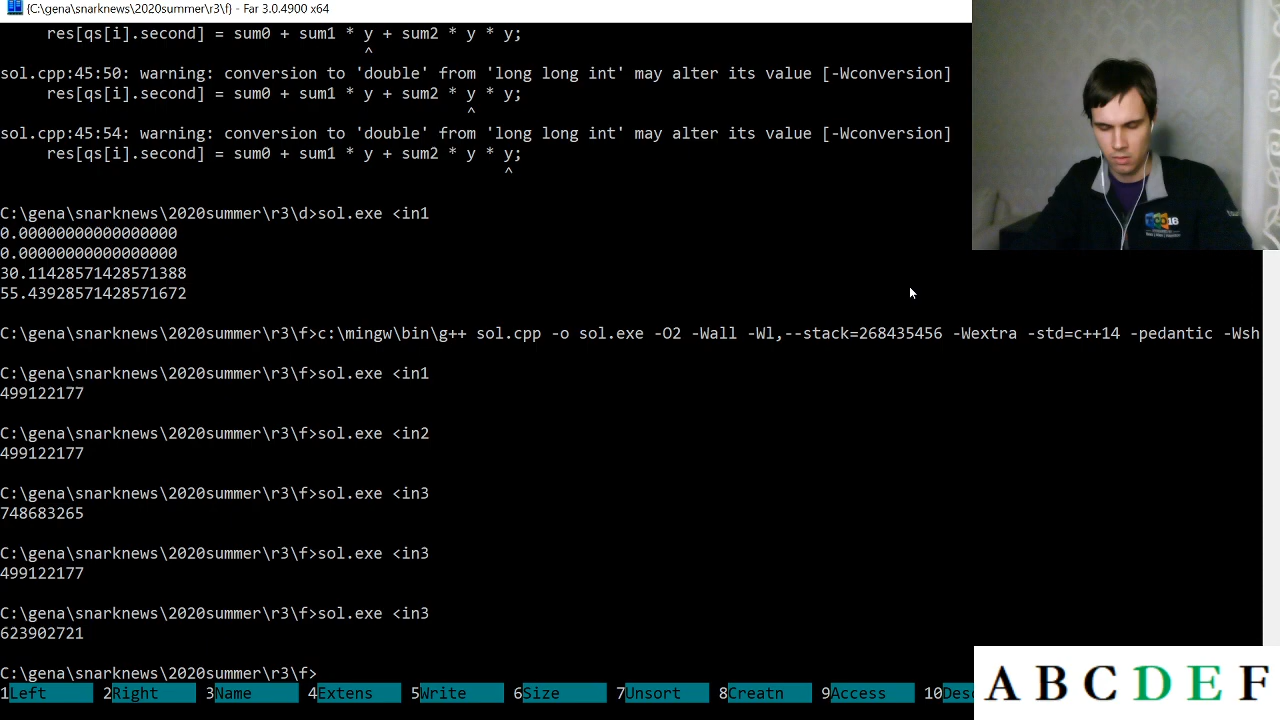 {C:\gena\snarknews\2020summer\r3\f} - Far 3.0.4900 x64
res[qs[i].second] = sum0 + sum1 * y + sum2 * y * y;
^
sol.cpp:45:50: warning: conversion to 'double' from 'long long int' may alter its value [-Wconversion]
res[qs[i].second] = sum0 + sum1 * y + sum2 * y * y;
^
sol.cpp:45:54: warning: conversion to 'double' from 'long long int' may alter its value [-Wconversion]
res[qs[i].second] = sum0 + sum1 * y + sum2 * y * y;
^
C:\gena\snarknews\2020summer\r3\d>sol.exe <in1
0.00000000000000000
0.00000000000000000
30.11428571428571388
55.43928571428571672
C:\gena\snarknews\2020summer\r3\f>c:\mingw\bin\g++ sol.cpp -o sol.exe -O2 -Wall -Wl,--stack=268435456 -Wextra -std=c++14 -pedantic -Wsh
C:\gena\snarknews\2020summer\r3\f>sol.exe <in1
499122177
C:\gena\snarknews\2020summer\r3\f>sol.exe <in2
499122177
C:\gena\snarknews\2020summer\r3\f>sol.exe <in3
748683265
C:\gena\snarknews\2020summer\r3\f>sol.exe <in3
499122177
C:\gena\snarknews\2020summer\r3\f>sol.exe <in3
623902721
C:\gena\snarknews\2020summer\r3\f>
1Left 2Right 3Name 4Extens 5Write 6Size 7Unsort 8Creatn 9Access 10Des
A B C D E F